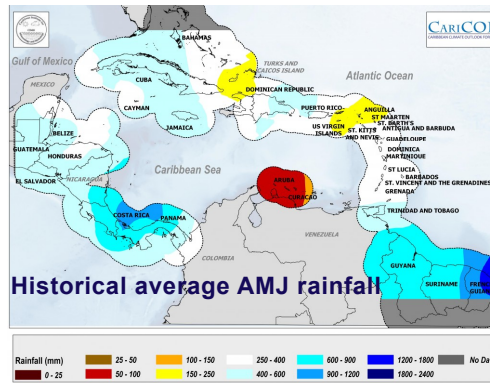 CARICOF
CARIBBEAN CLIMATE OUTLOOK FOR
BAHAMAS
Gulf of Mexico
TURKS AND
CAICOS ISLAND
Atlantic Ocean
MEXICO
CUBA
DOMINICAN REPUBLIC
CAYMAN
PUERTO RICO
ANGUILLA
ST MAARTEN
ST. BARTH'S
JAMAICA
US VIRGIN
ISLANDS
ST. KITTS
AND NEVIS
ANTIGUA AND BARBUDA
BELIZE
GUADELOUPE
GUATEMALA
HONDURAS
DOMINICA
MARTINIQUE
Caribbean Sea
ST LUCIA
EL SALVADOR
NICARAGUA
ARUBA
BARBADOS
ST. VINCENT AND THE GRENADINES
CURACAO
GRENADA
COSTA RICA
PANAMA
TRINIDAD AND TOBAGO
VENEZUELA
COLOMBIA
GUYANA
SURINAME
FRE
GUIA
Historical average AMJ rainfall
Rainfall (mm)
0 - 25
25 - 50
50 - 100
100 - 150
150 - 250
250 - 400
400 - 600
600 - 900
900 - 1200
1200 - 1800
1800 - 2400
No Da